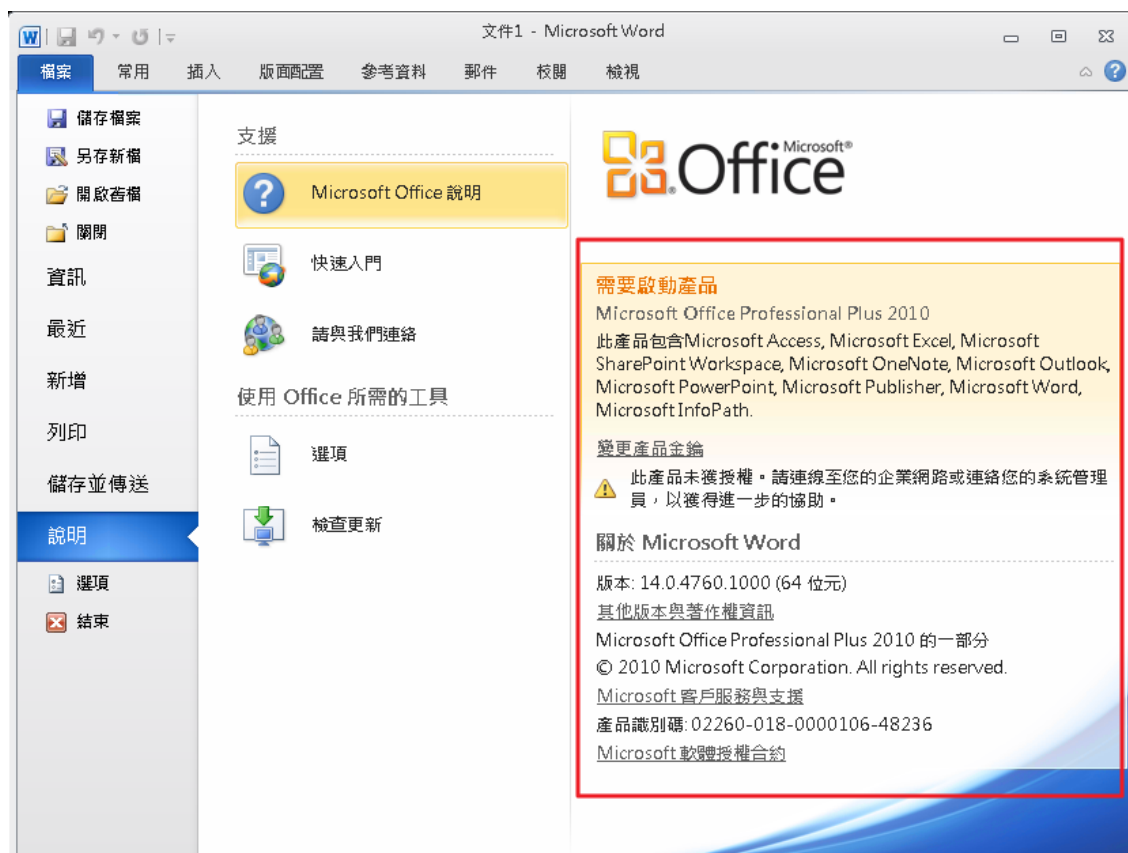 文件1 - Microsoft Word
檔案 常用 插入 版面配置 參考資料 郵件 校閱 檢視
儲存檔案
另存新檔
開啟舊檔
關閉
資訊
最近
新增
列印
儲存並傳送
說明
選項
結束
支援
Microsoft Office 說明
快速入門
請與我們連絡
使用 Office 所需的工具
選項
檢查更新
Microsoft®
Office
需要啟動產品
Microsoft Office Professional Plus 2010
此產品包含Microsoft Access, Microsoft Excel, Microsoft
SharePoint Workspace, Microsoft OneNote, Microsoft Outlook,
Microsoft PowerPoint, Microsoft Publisher, Microsoft Word,
Microsoft InfoPath.
變更產品金鑰
此產品未獲授權。請連線至您的企業網路或連絡您的系統管理
員，以獲得進一步的協助。
關於 Microsoft Word
版本: 14.0.4760.1000 (64 位元)
其他版本與著作權資訊
Microsoft Office Professional Plus 2010 的一部分
© 2010 Microsoft Corporation. All rights reserved.
Microsoft 客戶服務與支援
產品識別碼: 02260-018-0000106-48236
Microsoft 軟體授權合約